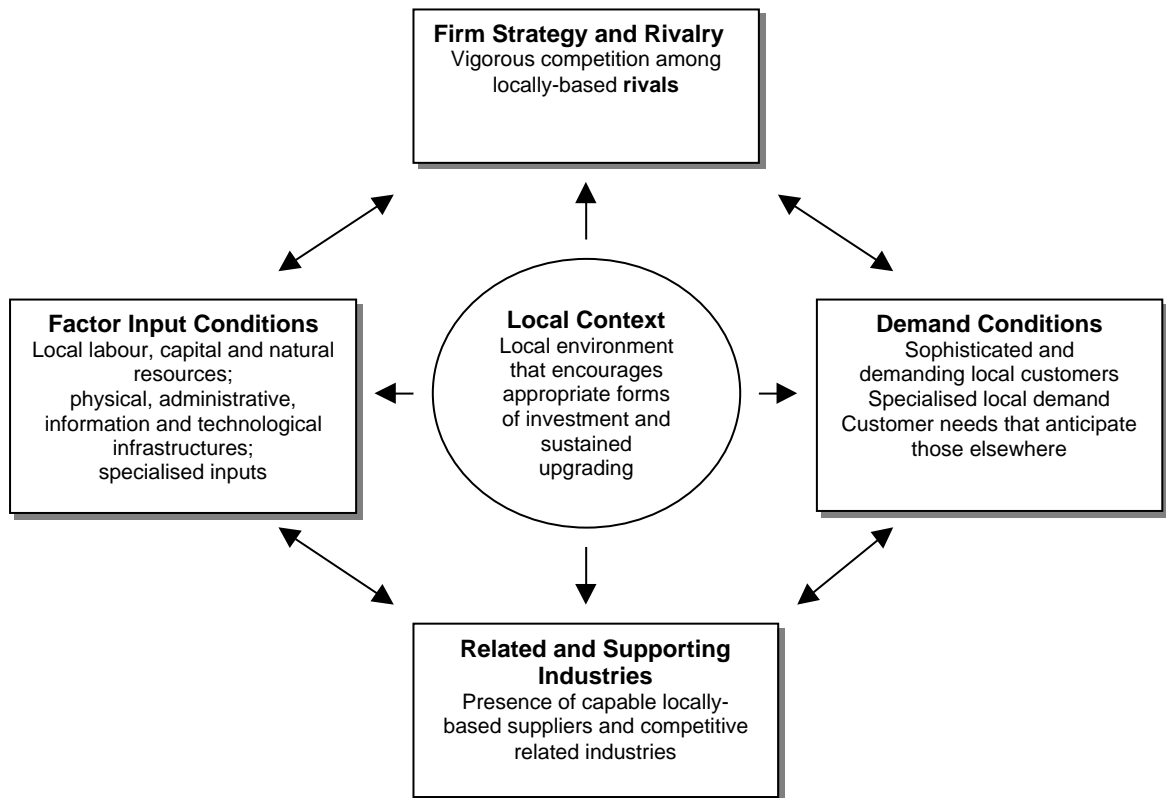 Firm Strategy and Rivalry
Vigorous competition among
locally-based rivals
Factor Input Conditions
Local labour, capital and natural
resources;
physical, administrative,
information and technological
infrastructures;
specialised inputs
Local Context
Local environment
that encourages
appropriate forms
of investment and
sustained
upgrading
Demand Conditions
Sophisticated and
demanding local customers
Specialised local demand
Customer needs that anticipate
those elsewhere
Related and Supporting
Industries
Presence of capable locally-
based suppliers and competitive
related industries